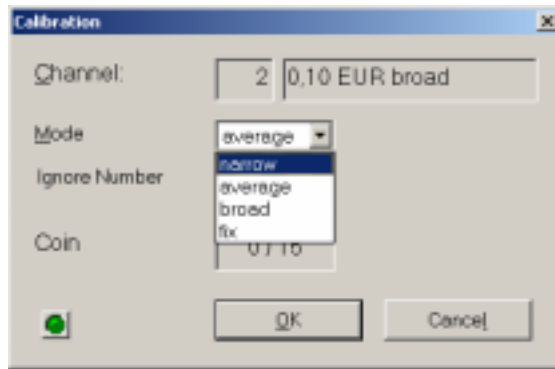 Calibration
Channel: 2 0,10 EUR broad
Mode average
narrow
Ignore Number
average
broad
fix
Coin 0 / 16
OK Cancel